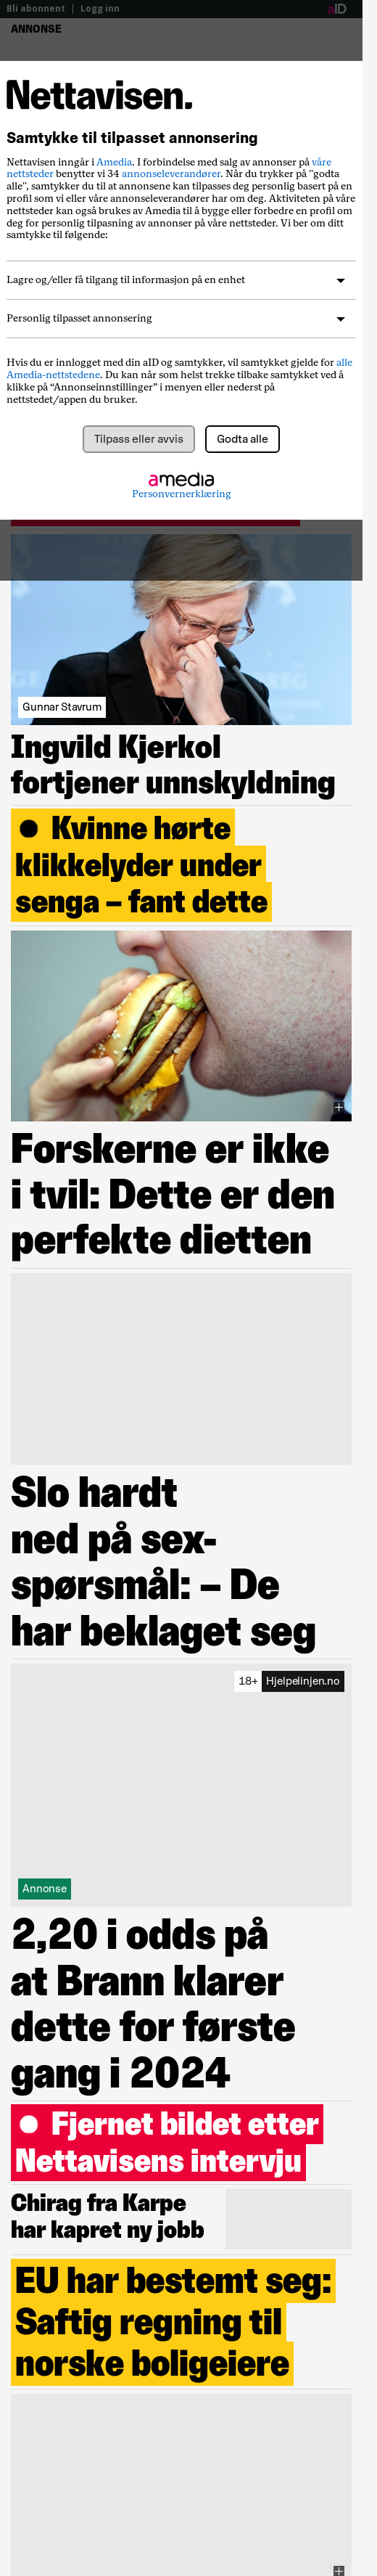 Bli abonnent | Logg inn
aID
ANNONSE
Nettavisen.
Samtykke til tilpasset annonsering
Nettavisen inngår i Amedia. I forbindelse med salg av annonser på våre
nettsteder benytter vi 34 annonseleverandører. Når du trykker på "godta
alle", samtykker du til at annonsene kan tilpasses deg personlig basert på en
profil som vi eller våre annonseleverandører har om deg. Aktiviteten på våre
nettsteder kan også brukes av Amedia til å bygge eller forbedre en profil om
deg for personlig tilpasning av annonser på våre nettsteder. Vi ber om ditt
samtykke til følgende:
Lagre og/eller få tilgang til informasjon på en enhet
Personlig tilpasset annonsering
Hvis du er innlogget med din aID og samtykker, vil samtykket gjelde for alle
Amedia-nettstedene. Du kan når som helst trekke tilbake samtykket ved å
klikke på “Annonseinnstillinger” i menyen eller nederst på
nettstedet/appen du bruker.
Tilpass eller avvis
Godta alle
amedia
Personvernerklæring
Gunnar Stavrum
Ingvild Kjerkol
fortjener unnskyldning
Kvinne hørte
klikkelyder under
senga – fant dette
Forskerne er ikke
i tvil: Dette er den
perfekte dietten
Slo hardt
ned på sex-
spørsmål: – De
har beklaget seg
18+ Hjelpelinjen.no
Annonse
2,20 i odds på
at Brann klarer
dette for første
gang i 2024
Fjernet bildet etter
Nettavisens intervju
Chirag fra Karpe
har kapret ny jobb
EU har bestemt seg:
Saftig regning til
norske boligeiere